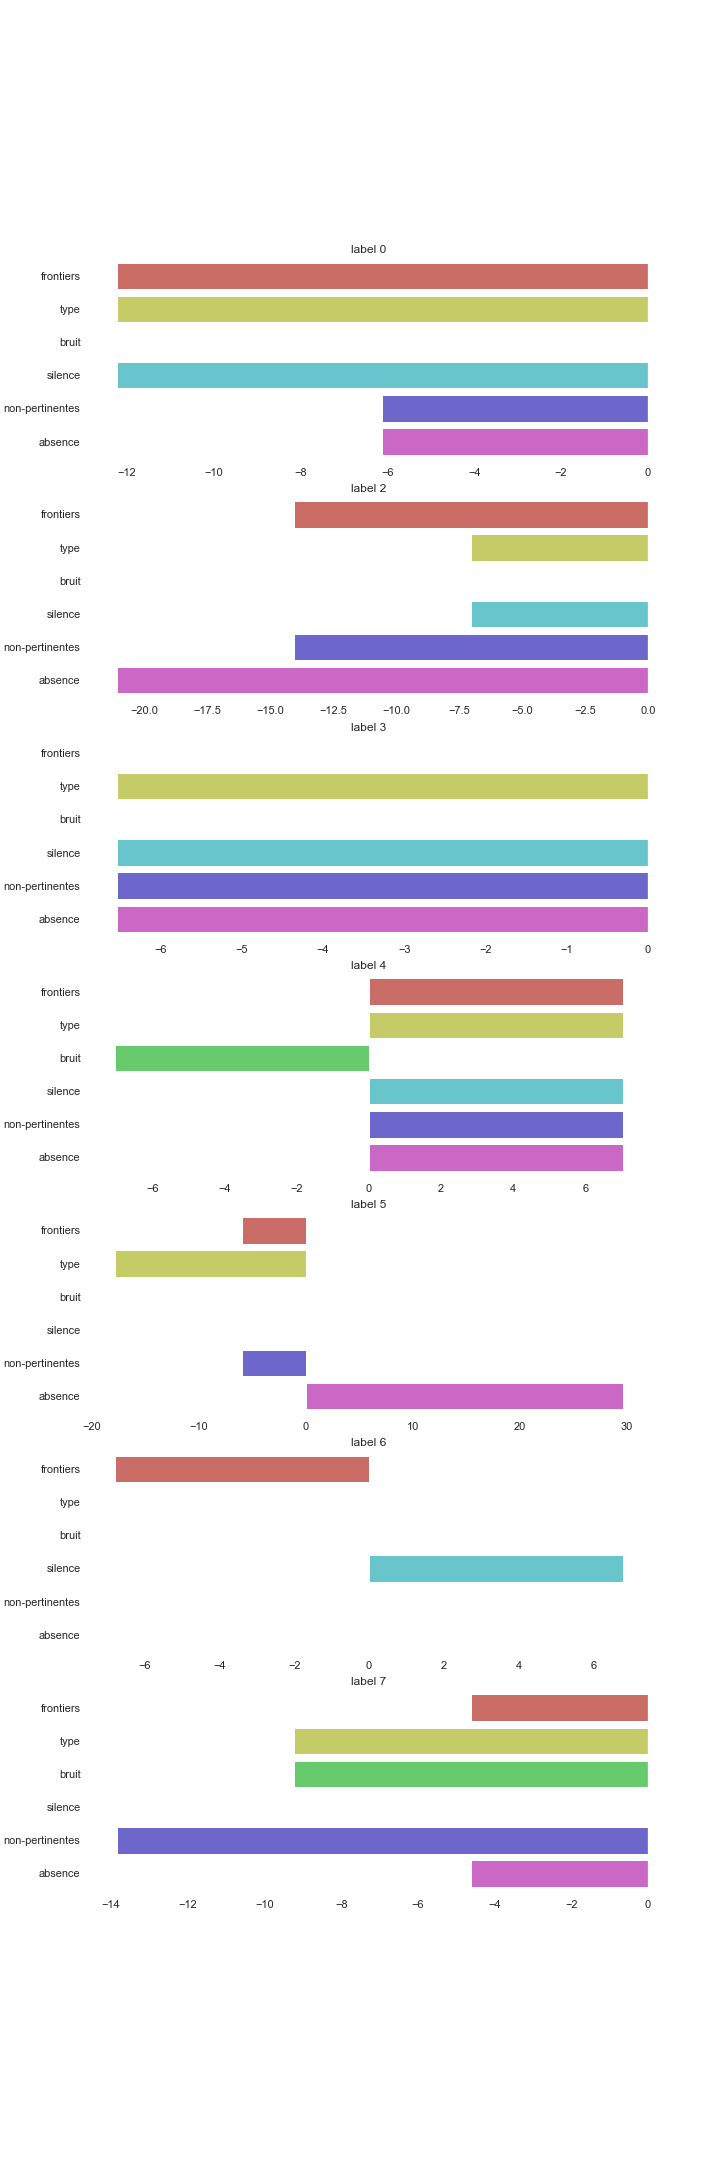 label 0
frontiers
type
bruit
silence
non-pertinentes
absence
−12 −10 −8 −6 −4 −2 0
label 2
frontiers
type
bruit
silence
non-pertinentes
absence
−20.0 −17.5 −15.0 −12.5 −10.0 −7.5 −5.0 −2.5 0.0
label 3
frontiers
type
bruit
silence
non-pertinentes
absence
−6 −5 −4 −3 −2 −1 0
label 4
frontiers
type
bruit
silence
non-pertinentes
absence
−6 −4 −2 0 2 4 6
label 5
frontiers
type
bruit
silence
non-pertinentes
absence
−20 −10 0 10 20 30
label 6
frontiers
type
bruit
silence
non-pertinentes
absence
−6 −4 −2 0 2 4 6
label 7
frontiers
type
bruit
silence
non-pertinentes
absence
−14 −12 −10 −8 −6 −4 −2 0